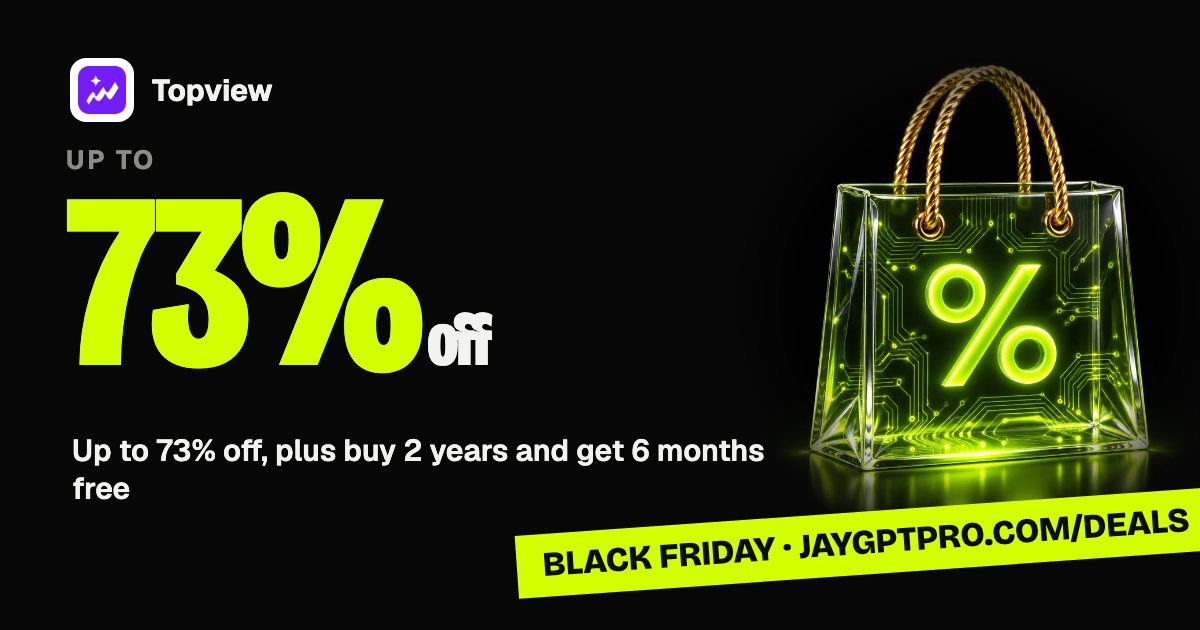 Topview
UP TO
73% off
Up to 73% off, plus buy 2 years and get 6 months
free
%
BLACK FRIDAY · JAYGPTPRO.COM/DEALS